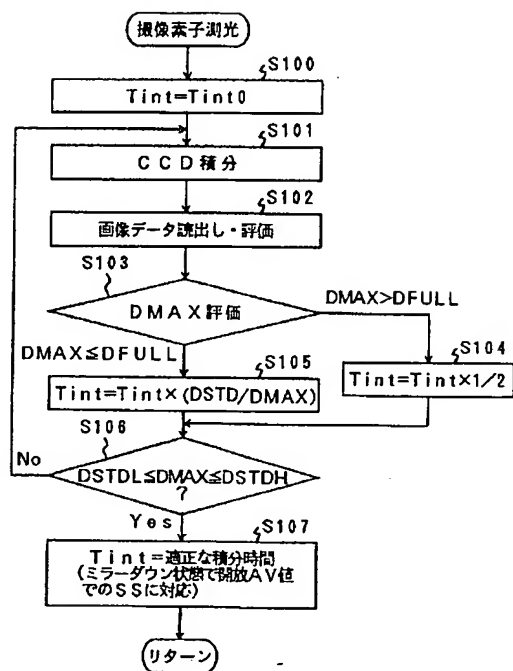 撮像素子測光
S100
Tint=Tint0
S101
CCD積分
S102
画像データ読出し・評価
S103
DMAX評価
DMAX>DFULL
DMAX≦DFULL
S104
Tint=Tint×1/2
S105
Tint=Tint×(DSTD/DMAX)
S106
No
DSTDL≦DMAX≦DSTDH
?
Yes
S107
Tint=適正な積分時間
(ミラーダウン状態で開放AV値
でのSSに対応)
リターン